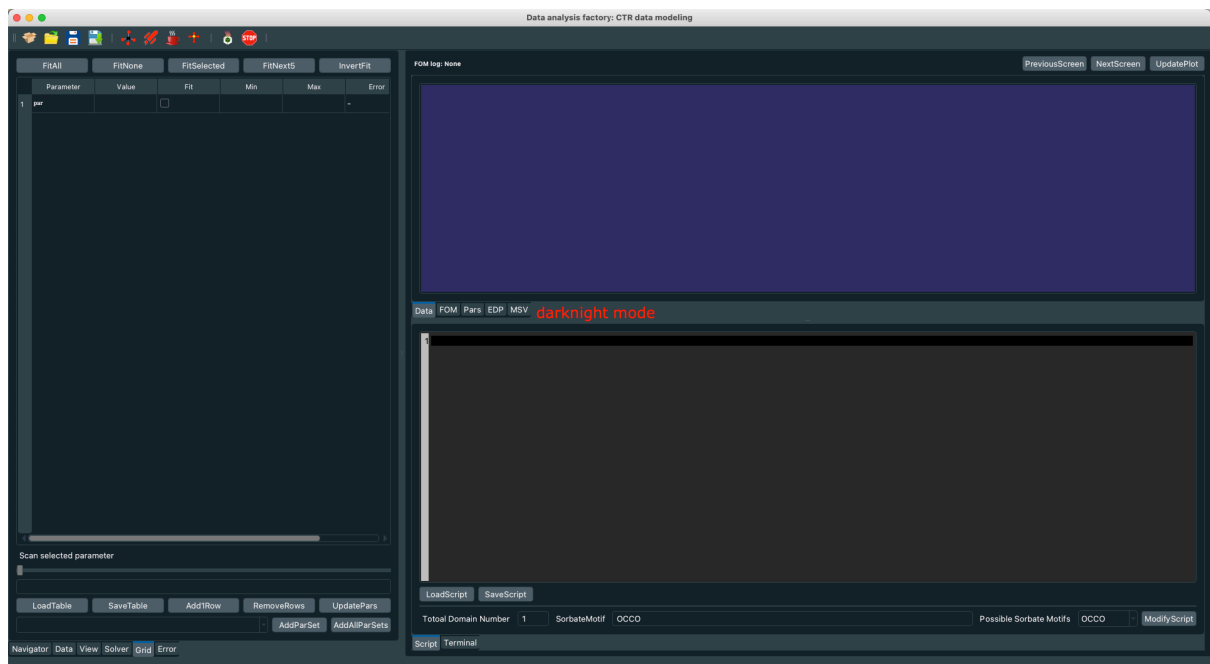 Data analysis factory: CTR data modeling
STOP
FitAll FitNone FitSelected FitNext5 InvertFit
Parameter Value Fit Min Max Error
1 par -
Scan selected parameter
LoadTable SaveTable Add1Row RemoveRows UpdatePars
AddParSet AddAllParSets
Navigator Data View Solver Grid Error
FOM log: None
PreviousScreen NextScreen UpdatePlot
Data FOM Pars EDP MSV darknight mode
1
LoadScript SaveScript
Totoal Domain Number 1 SorbateMotif OCCO Possible Sorbate Motifs OCCO ModifyScript
Script Terminal